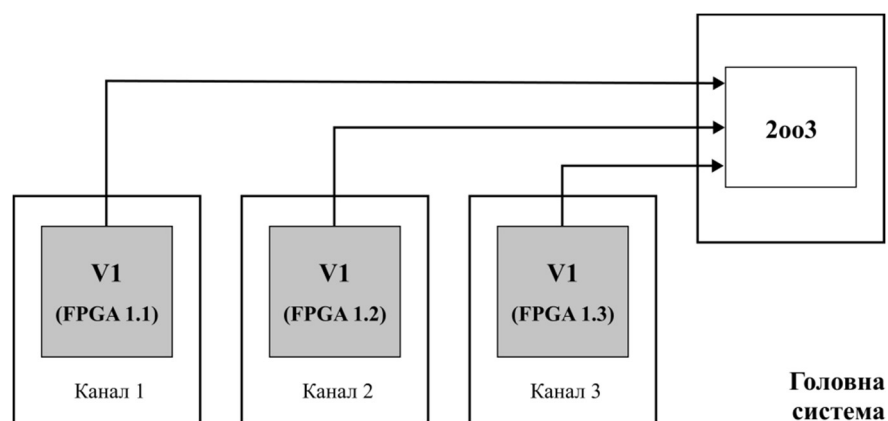 2oo3
V1
(FPGA 1.1)
Канал 1
V1
(FPGA 1.2)
Канал 2
V1
(FPGA 1.3)
Канал 3
Головна
система